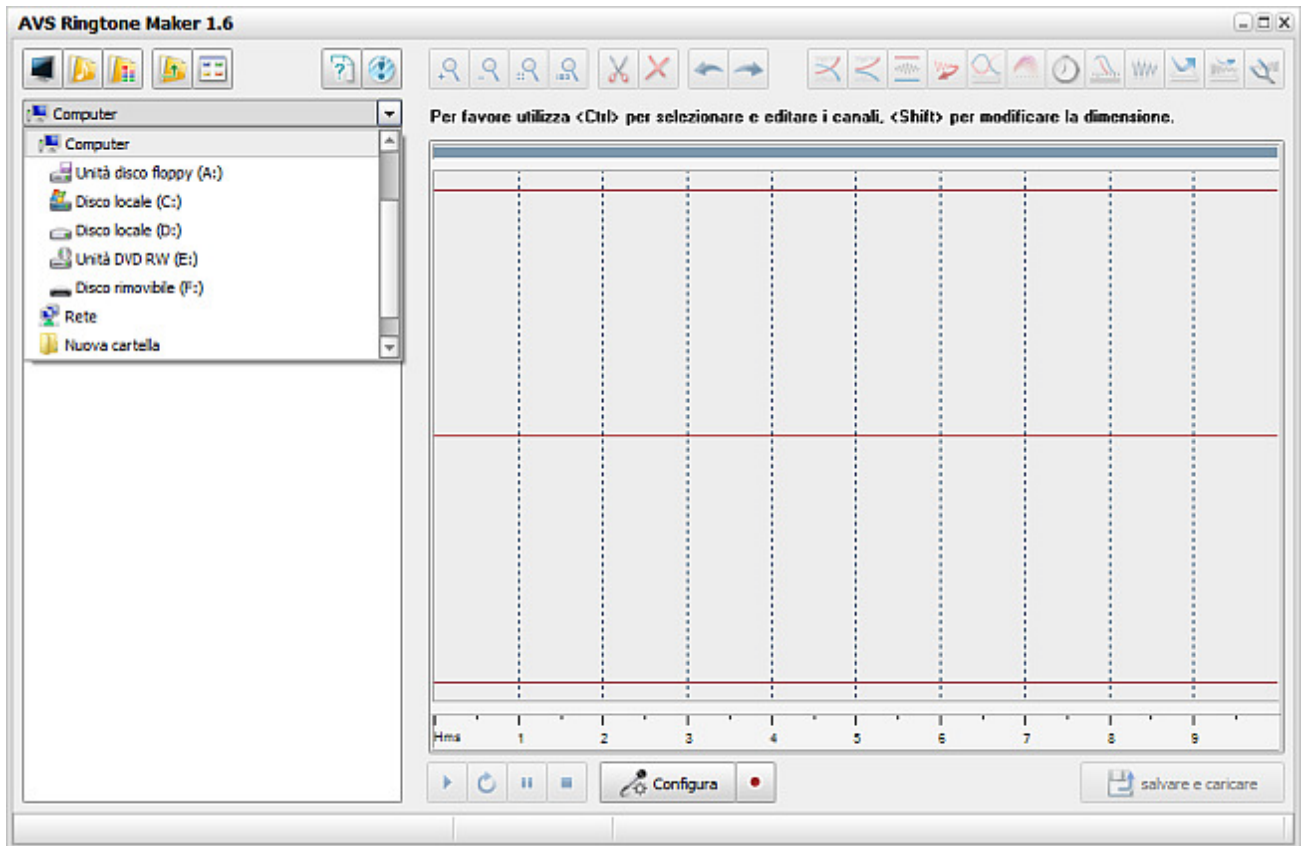 AVS Ringtone Maker 1.6
Computer
Per favore utilizza <Ctrl> per selezionare e editare i canali, <Shift> per modificare la dimensione.
Computer
Unità disco floppy (A:)
Disco locale (C:)
Disco locale (D:)
Unità DVD RW (E:)
Disco rimovibile (F:)
Rete
Nuova cartella
Hms 1 2 3 4 5 6 7 8 9
Configura
salvare e caricare